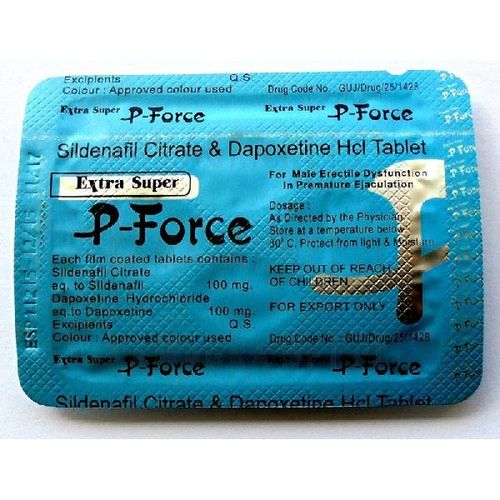 Excipients Q.S
Colour : Approved colour used
Drug Code No. : GUJ/Drug/25/1428
Extra Super P-Force
Extra Super P-Force
Sildenafil Citrate & Dapoxetine Hcl Tablet
Extra Super
P-Force
Each film coated tablets contains :
Sildenafil Citrate
eq. to Sildenafil 100 mg.
Dapoxetine Hydrochloride
eq.to Dapoxetine 100 mg.
Excipients Q.S
Colour : Approved colour used
For Male Erectile Dysfunction
In Premature Ejaculation
Dosage :
As Directed by the Physician
Store at a temperature below
30° C. Protect from light & Moisture
KEEP OUT OF REACH
OF CHILDREN
FOR EXPORT ONLY
Drug Code No. : GUJ/Drug/25/1428
Extra Super P-Force
Extra Super P-Force
Sildenafil Citrate & Dapoxetine Hcl Tablet